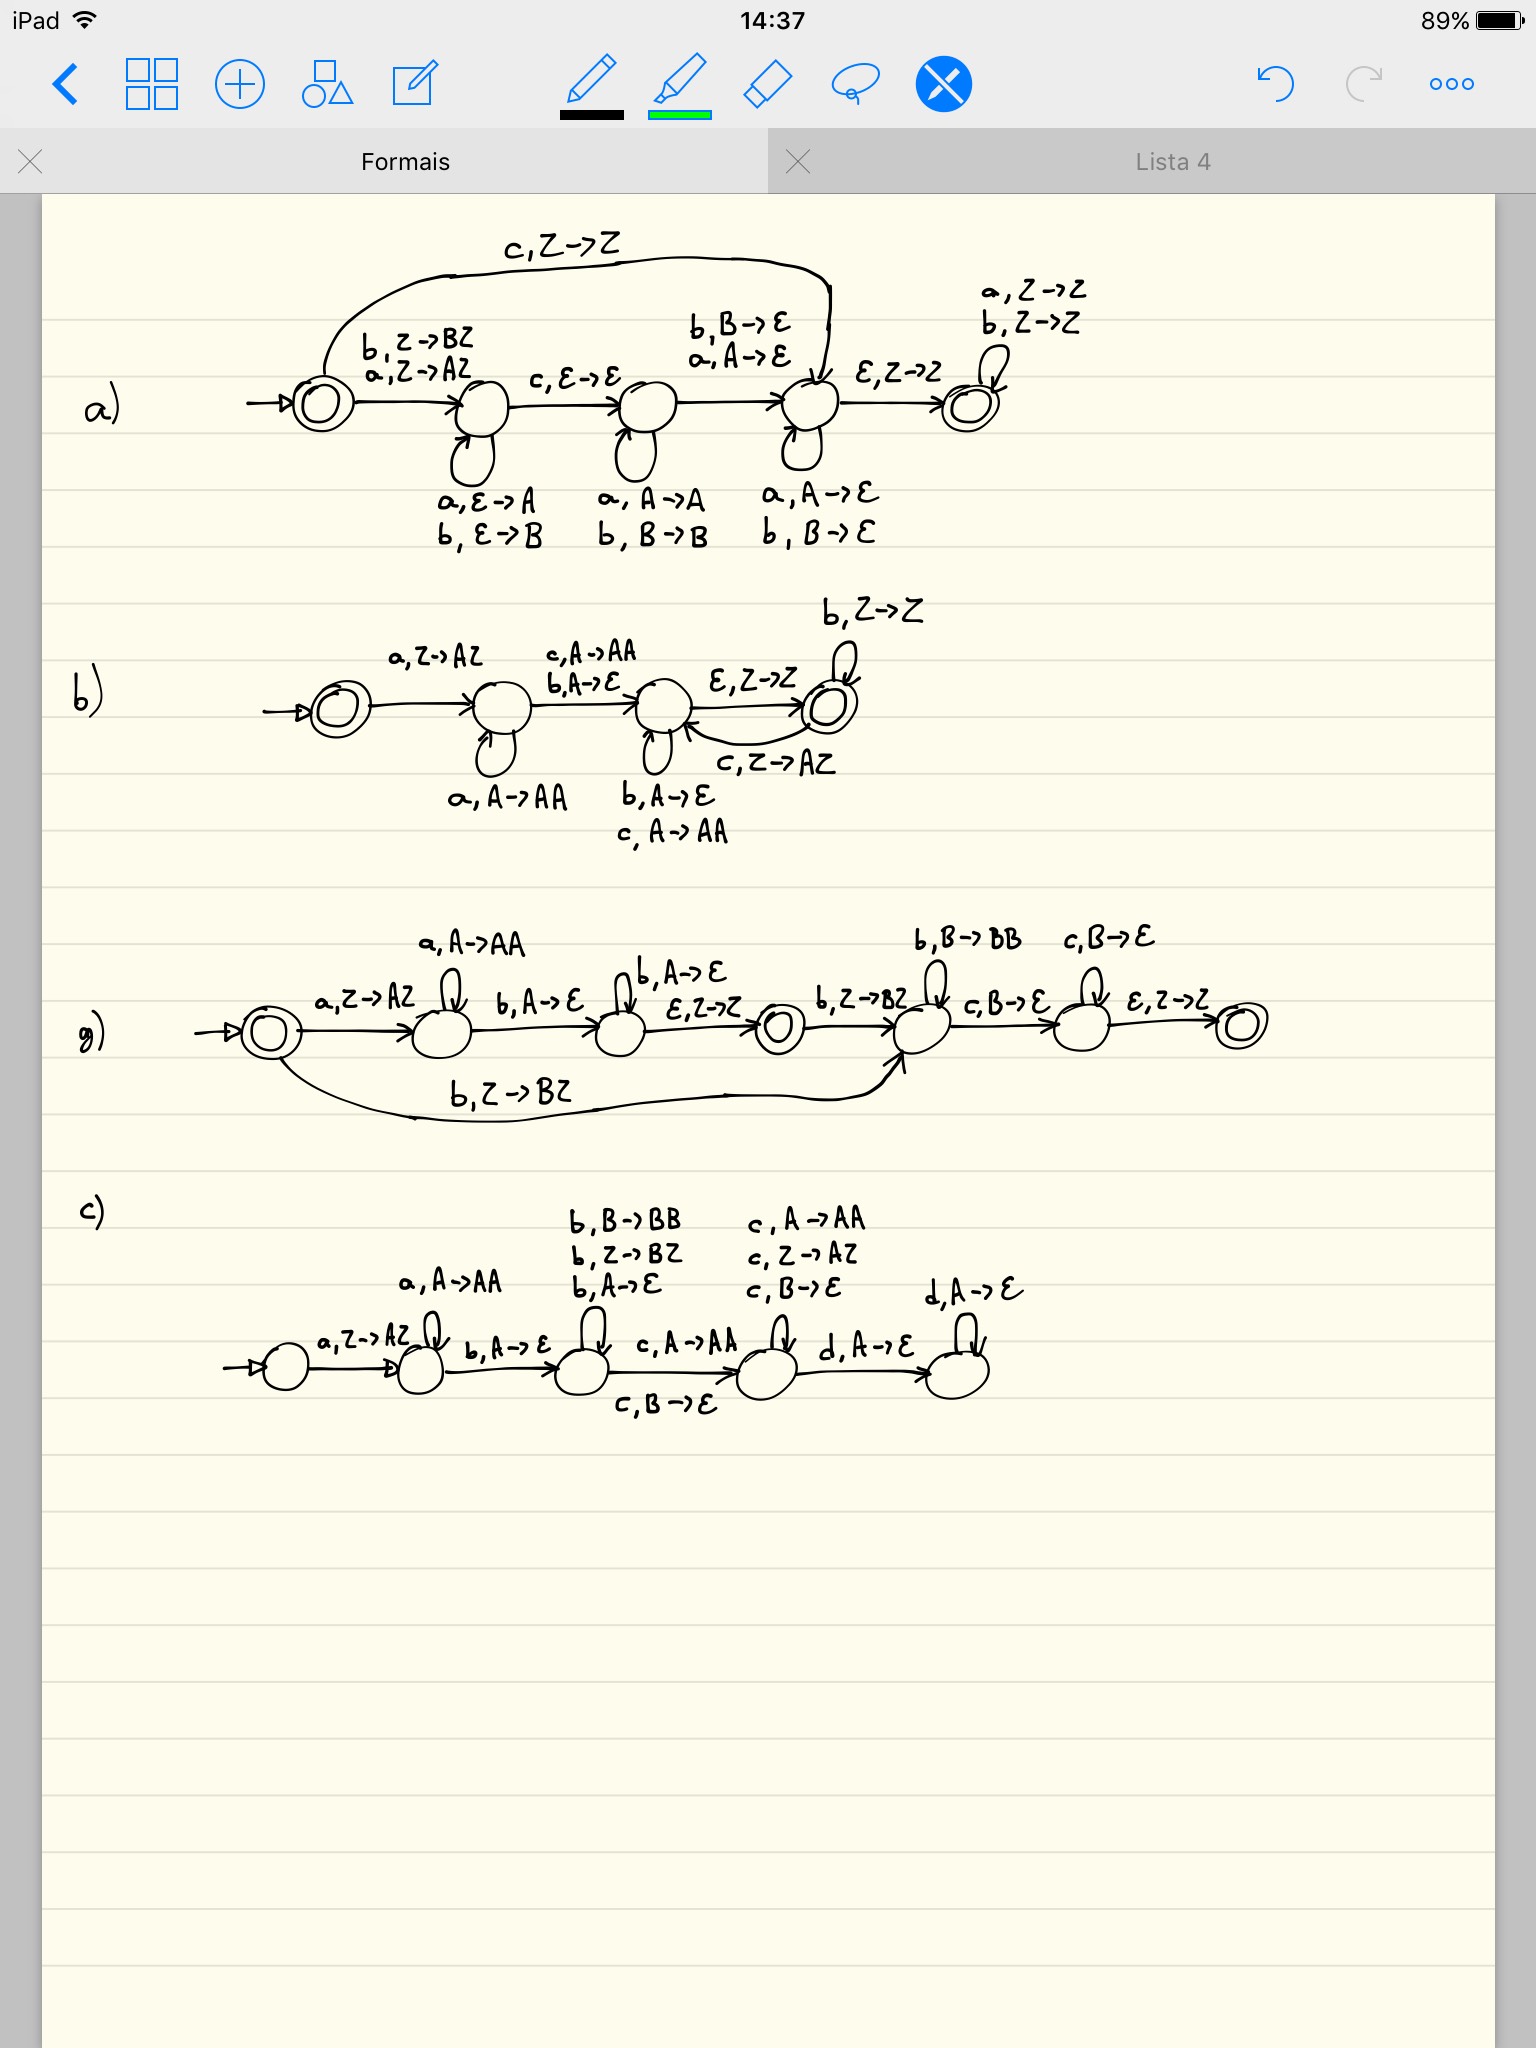 iPad 14:37 89%
Formais Lista 4
c, Z→Z
a, Z→Z
b, Z→Z
b, B→ε
a, A→ε
b, Z→BZ
a, Z→AZ
c, ε→ε
ε, Z→Z
a)
a, ε→A
b, ε→B
a, A→A
b, B→B
a, A→ε
b, B→ε
b, Z→Z
b)
a, Z→AZ
c, A→AA
b, A→ε
ε, Z→Z
c, Z→AZ
a, A→AA
b, A→ε
c, A→AA
a, A→AA
b, A→ε
b, B→BB
c, B→ε
g)
a, Z→AZ
b, A→ε
ε, Z→Z
b, Z→BZ
c, B→ε
ε, Z→Z
b, Z→BZ
c)
b, B→BB
b, Z→BZ
b, A→ε
c, A→AA
c, Z→AZ
c, B→ε
a, A→AA
d, A→ε
a, Z→AZ
b, A→ε
c, A→AA
d, A→ε
c, B→ε